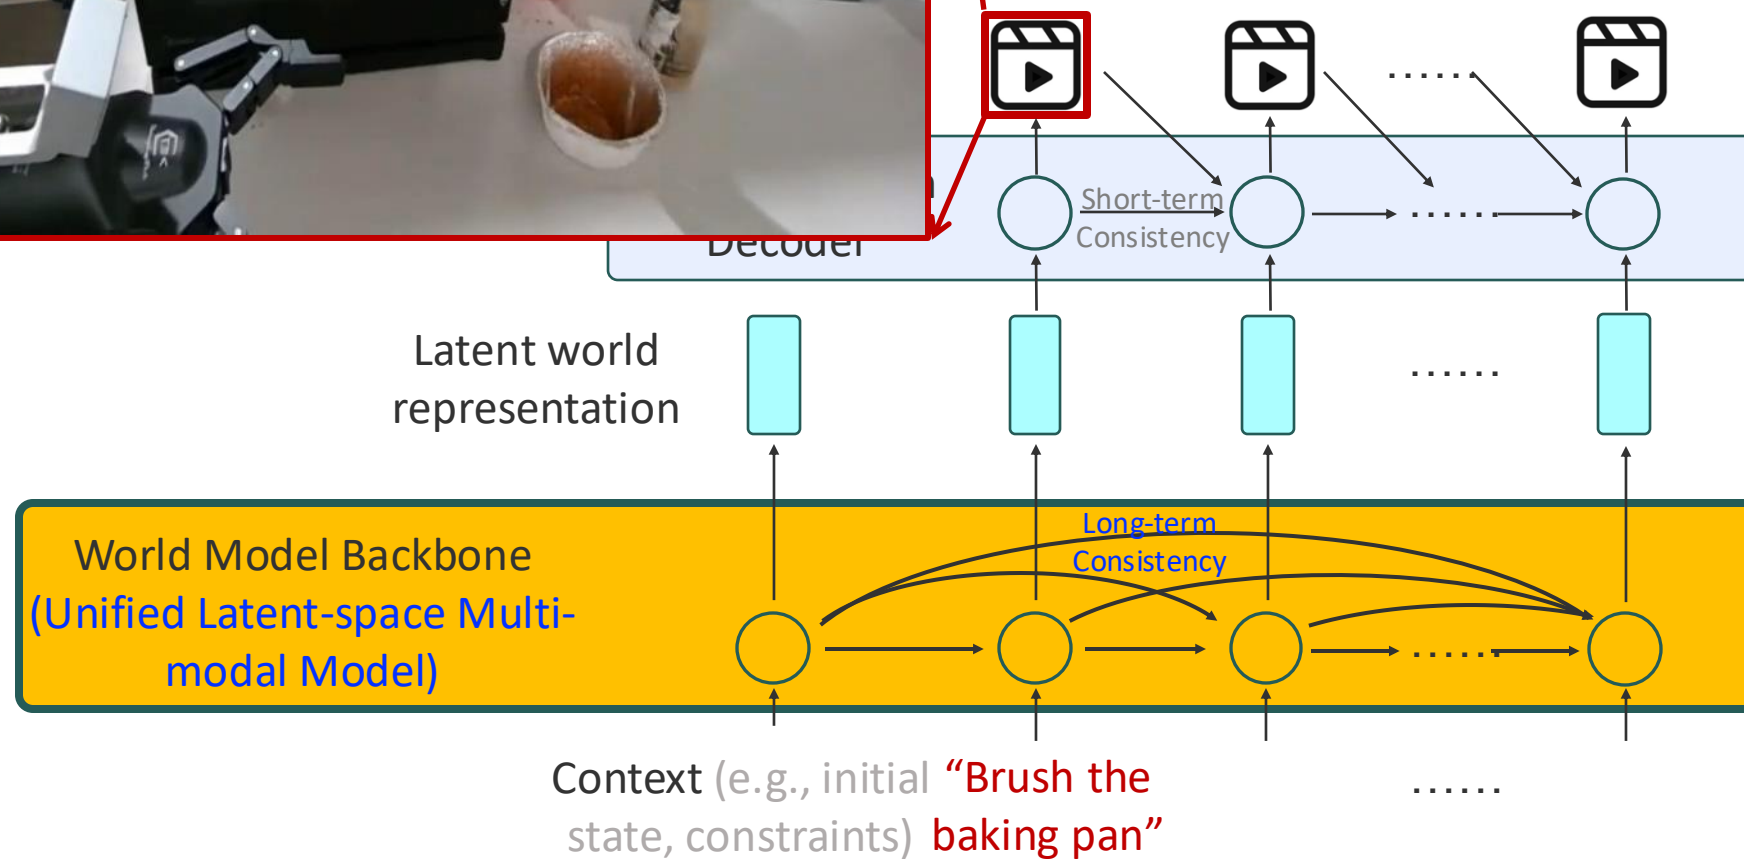 Short-term
Consistency
Decoder
Latent world
representation
......
......
......
Long-term
Consistency
World Model Backbone
(Unified Latent-space Multi-
modal Model)
......
Context (e.g., initial
state, constraints)
“Brush the
baking pan”
......